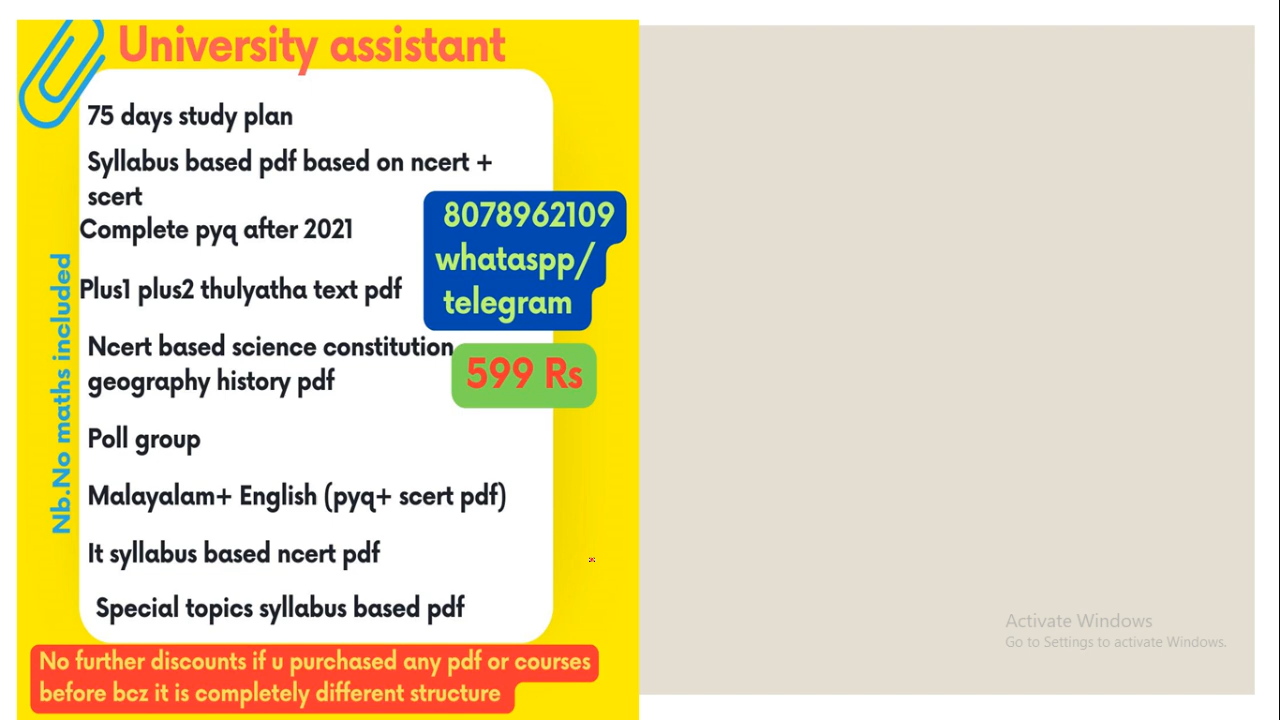 University assistant
75 days study plan
Syllabus based pdf based on ncert +
scert
Complete pyq after 2021
8078962109
whataspp/
telegram
Plus1 plus2 thulyatha text pdf
Ncert based science constitution
geography history pdf
599 Rs
Poll group
Malayalam+ English (pyq+ scert pdf)
It syllabus based ncert pdf
Special topics syllabus based pdf
Nb.No maths included
No further discounts if u purchased any pdf or courses
before bcz it is completely different structure
Activate Windows
Go to Settings to activate Windows.